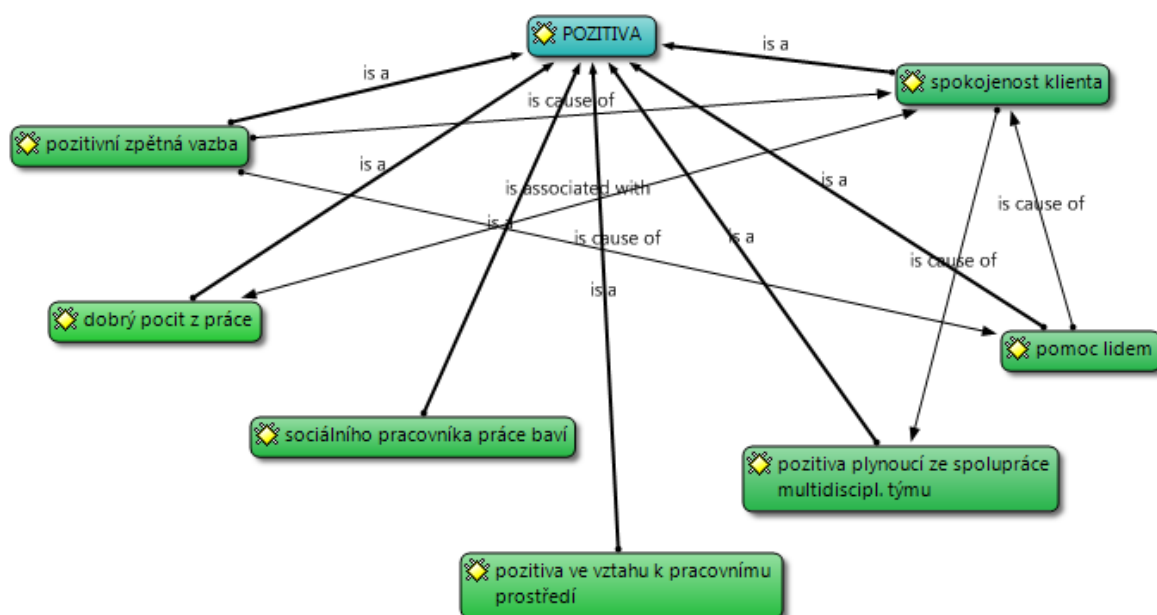 POZITIVA
is a
spokojenost klienta
is a
is cause of
pozitivní zpětná vazba
is a
is associated with
is a
is a
is cause of
is a
is cause of
is cause of
is a
dobrý pocit z práce
pomoc lidem
sociálního pracovníka práce baví
pozitiva plynoucí ze spolupráce
multidiscipl. týmu
pozitiva ve vztahu k pracovnímu
prostředí